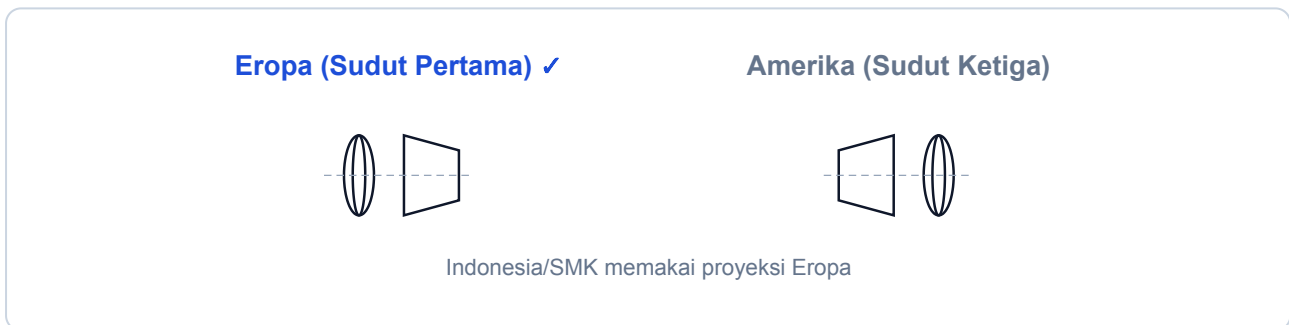 Eropa (Sudut Pertama) ✓
Amerika (Sudut Ketiga)
Indonesia/SMK memakai proyeksi Eropa